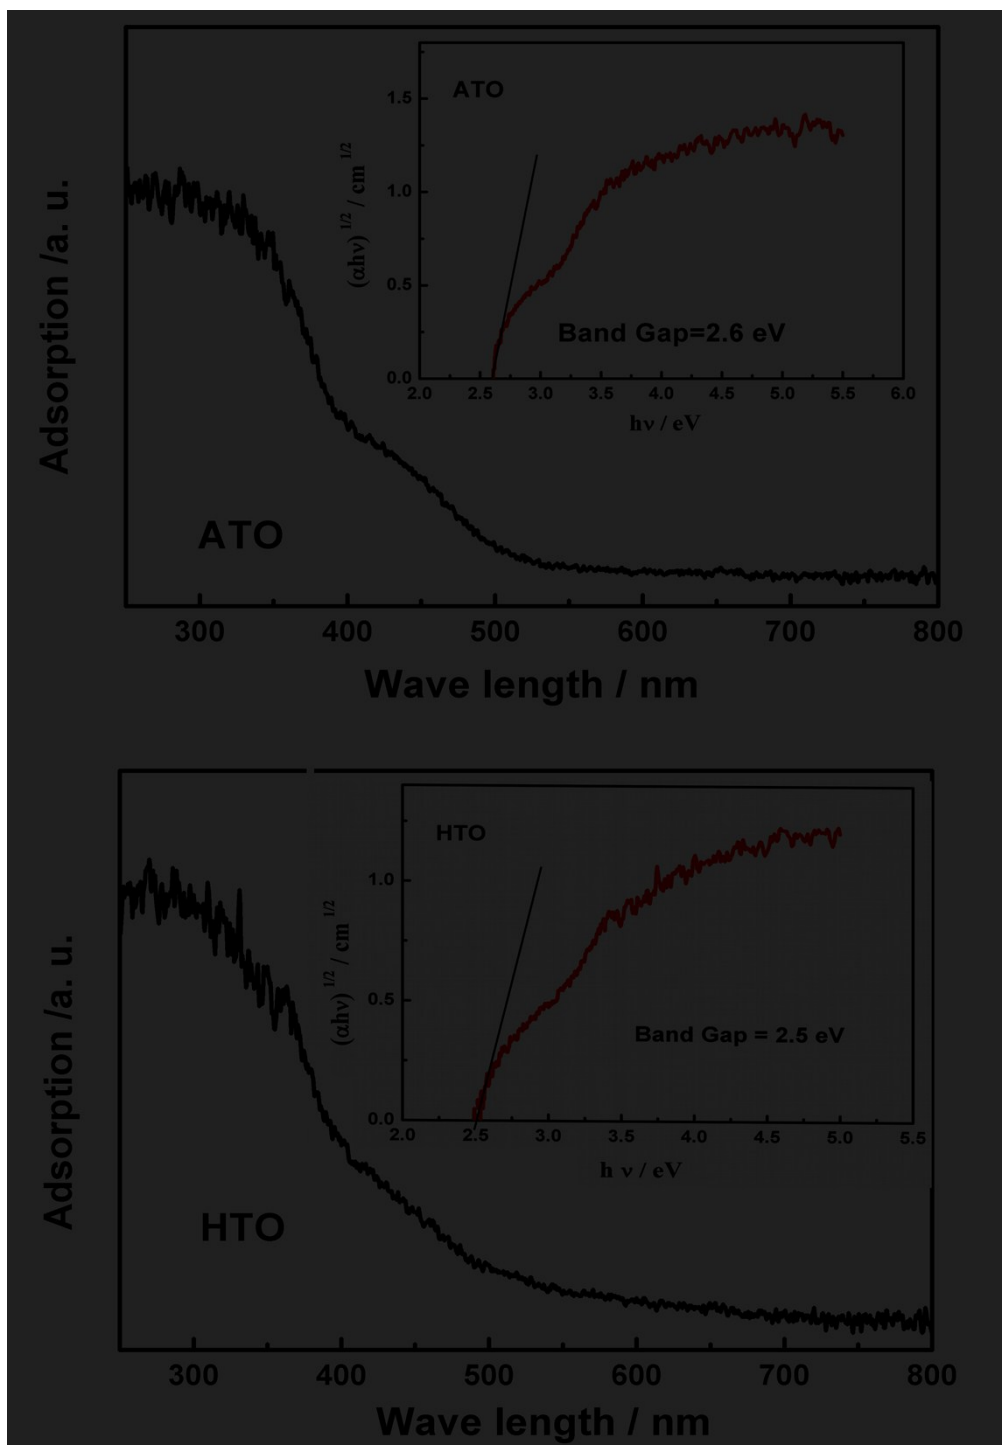 ATO
1.5
1.0
0.5
0.0
(αhν) 1/2 / cm 1/2
Band Gap=2.6 eV
2.0 2.5 3.0 3.5 4.0 4.5 5.0 5.5 6.0
hν / eV
Adsorption /a. u.
ATO
300 400 500 600 700 800
Wave length / nm
HTO
1.0
0.5
0.0
(αhν) 1/2 / cm 1/2
Band Gap = 2.5 eV
2.0 2.5 3.0 3.5 4.0 4.5 5.0 5.5
h ν / eV
Adsorption /a. u.
HTO
300 400 500 600 700 800
Wave length / nm